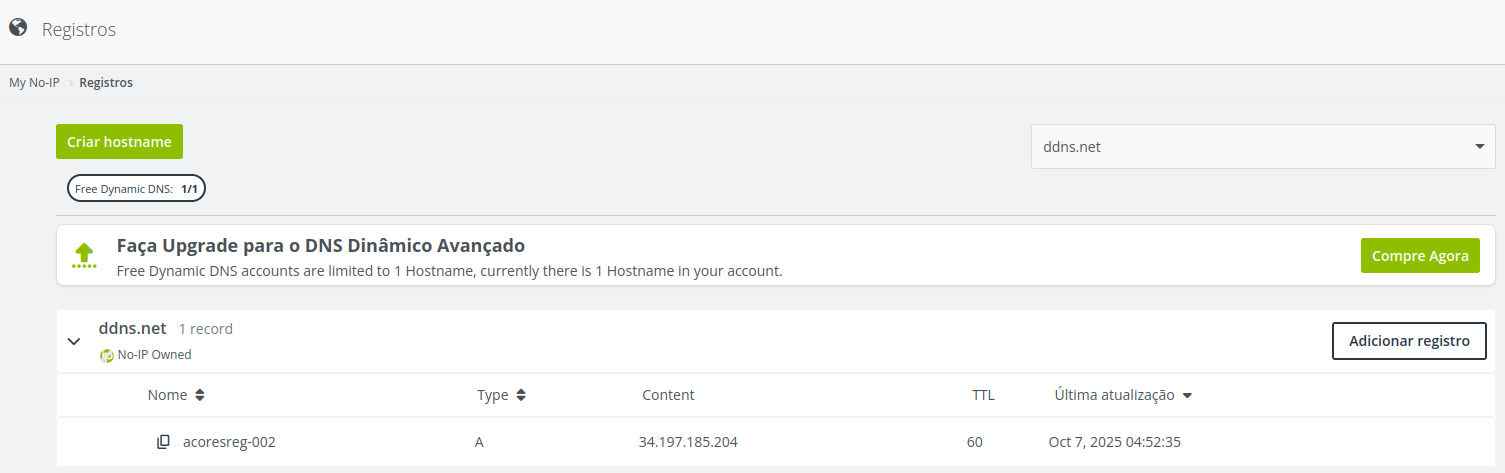 Registros
My No-IP > Registros
Criar hostname
ddns.net
Free Dynamic DNS: 1/1
Faça Upgrade para o DNS Dinâmico Avançado
Free Dynamic DNS accounts are limited to 1 Hostname, currently there is 1 Hostname in your account.
Compre Agora
ddns.net 1 record
No-IP Owned
Adicionar registro
Nome Type Content TTL Última atualização
acoresreg-002 A 34.197.185.204 60 Oct 7, 2025 04:52:35